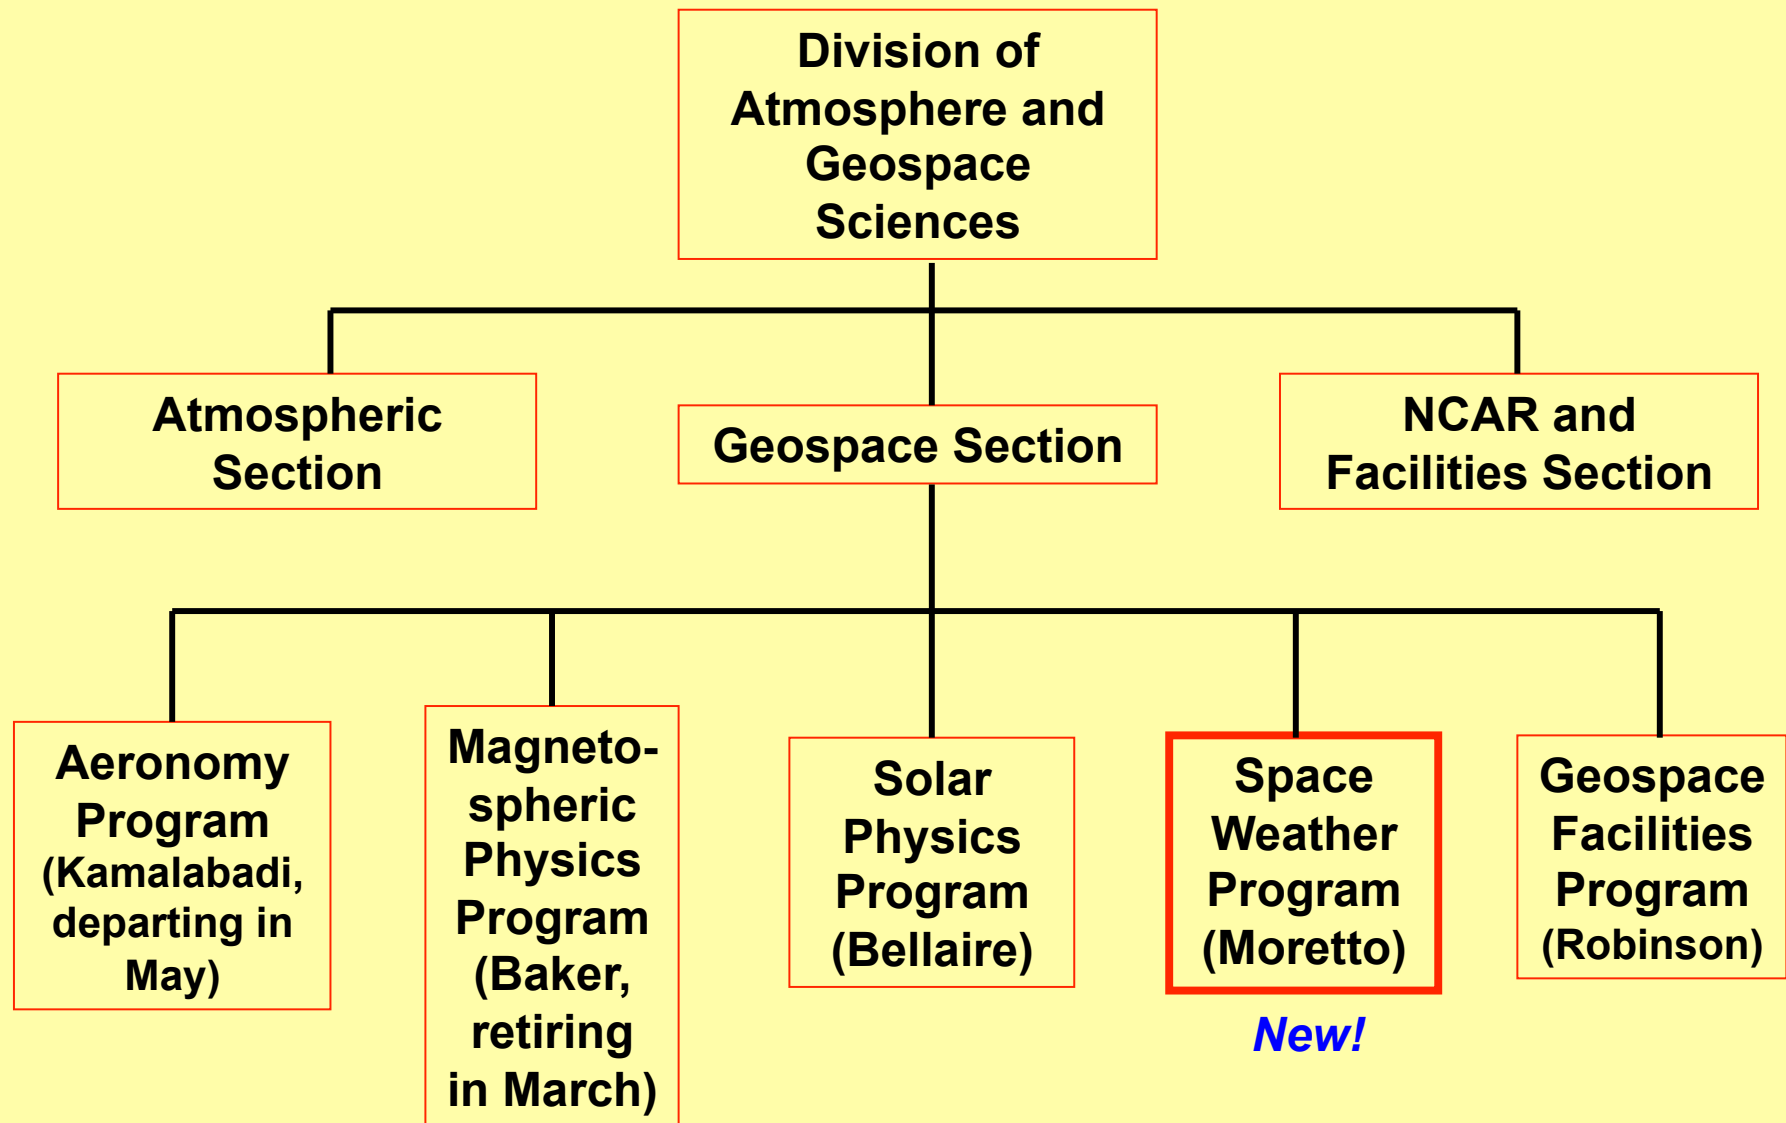 Division of
Atmosphere and
Geospace
Sciences
Atmospheric
Section
Geospace Section
NCAR and
Facilities Section
Aeronomy
Program
(Kamalabadi,
departing in
May)
Magneto-
spheric
Physics
Program
(Baker,
retiring
in March)
Solar
Physics
Program
(Bellaire)
Space
Weather
Program
(Moretto)
New!
Geospace
Facilities
Program
(Robinson)